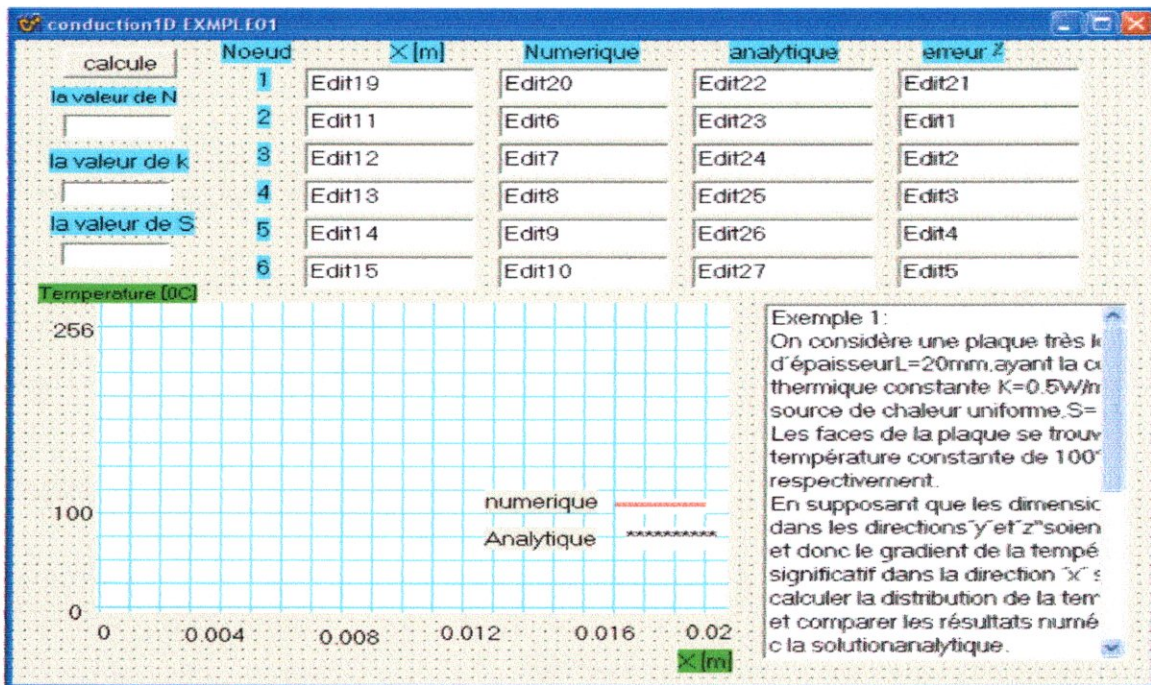 conduction1D EXMPLE01
calcule
Noeud X [m] Numerique analytique erreur %
1 Edit19 Edit20 Edit22 Edit21
la valeur de N
2 Edit11 Edit6 Edit23 Edit1
la valeur de k
3 Edit12 Edit7 Edit24 Edit2
4 Edit13 Edit8 Edit25 Edit3
la valeur de S
5 Edit14 Edit9 Edit26 Edit4
6 Edit15 Edit10 Edit27 Edit5
Temperature [0C]
256
100
0
numerique
Analytique
0 0.004 0.008 0.012 0.016 0.02
X [m]
Exemple 1:
On considère une plaque très
d'épaisseurL=20mm,ayant la
thermique constante K=0.5W/m
source de chaleur uniforme,S=
Les faces de la plaque se trouv
température constante de 100°
respectivement.
En supposant que les dimensic
dans les directions"y"et"z"soien
et donc le gradient de la tempé
significatif dans la direction "x" s
calculer la distribution de la tem
et comparer les résultats numé
c la solutionanalytique.